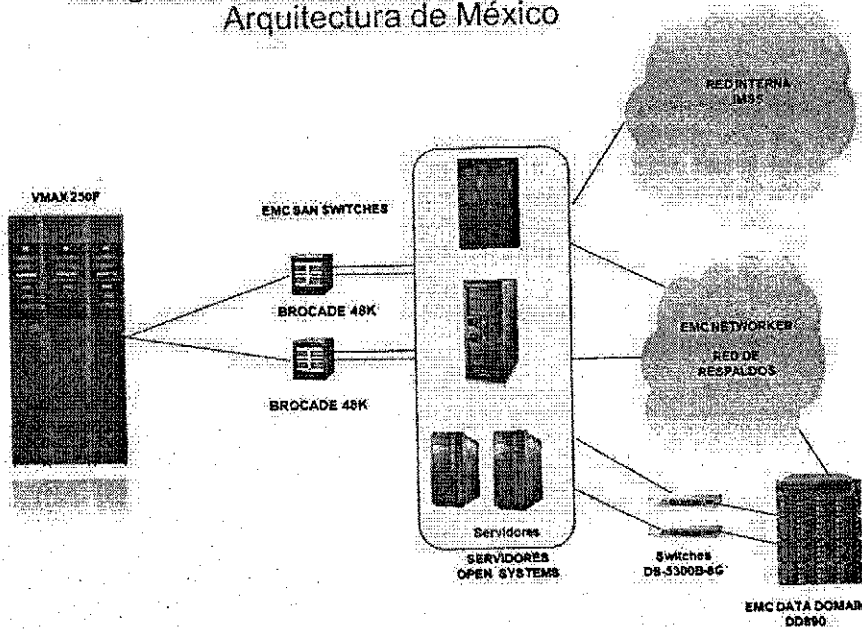 Arquitectura de México
RED INTERNA
IMSS
VMAX 250F
EMC SAN SWITCHES
BROCADE 48K
EMC NETWORKER
RED DE
RESPALDOS
BROCADE 48K
Servidores
SERVIDORES
OPEN SYSTEMS
Switches
DS-5300B-8G
EMC DATA DOMAIN
DD890